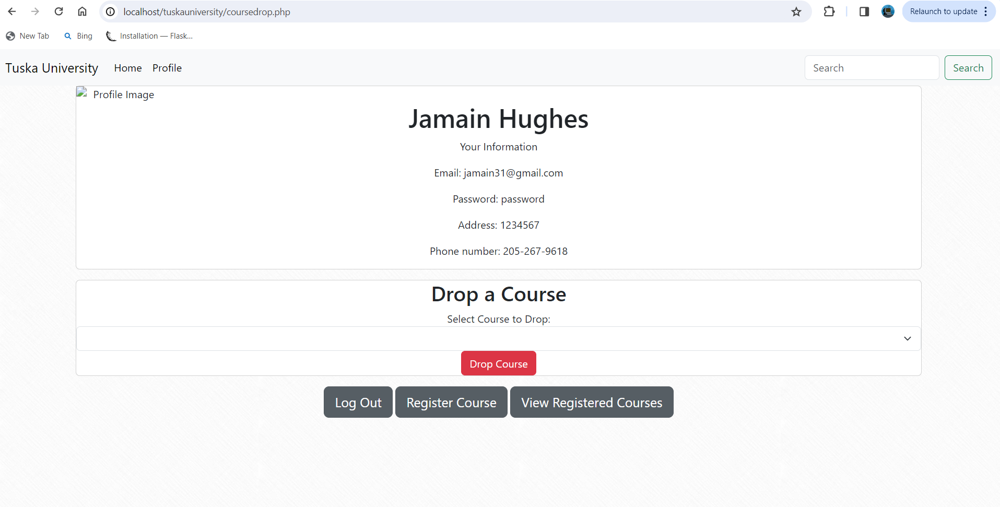 localhost/tuskauniversity/coursedrop.php Relaunch to update
New Tab Bing Installation — Flask...
Tuska University Home Profile Search Search
Profile Image
Jamain Hughes
Your Information
Email: jamain31@gmail.com
Password: password
Address: 1234567
Phone number: 205-267-9618
Drop a Course
Select Course to Drop:
Drop Course
Log Out Register Course View Registered Courses